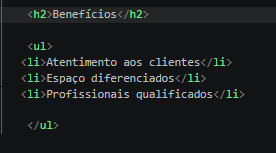 <h2>Benefícios</h2>
<ul>
<li>Atentimento aos clientes</li>
<li>Espaço diferenciados</li>
<li>Profissionais qualificados</li>
</ul>